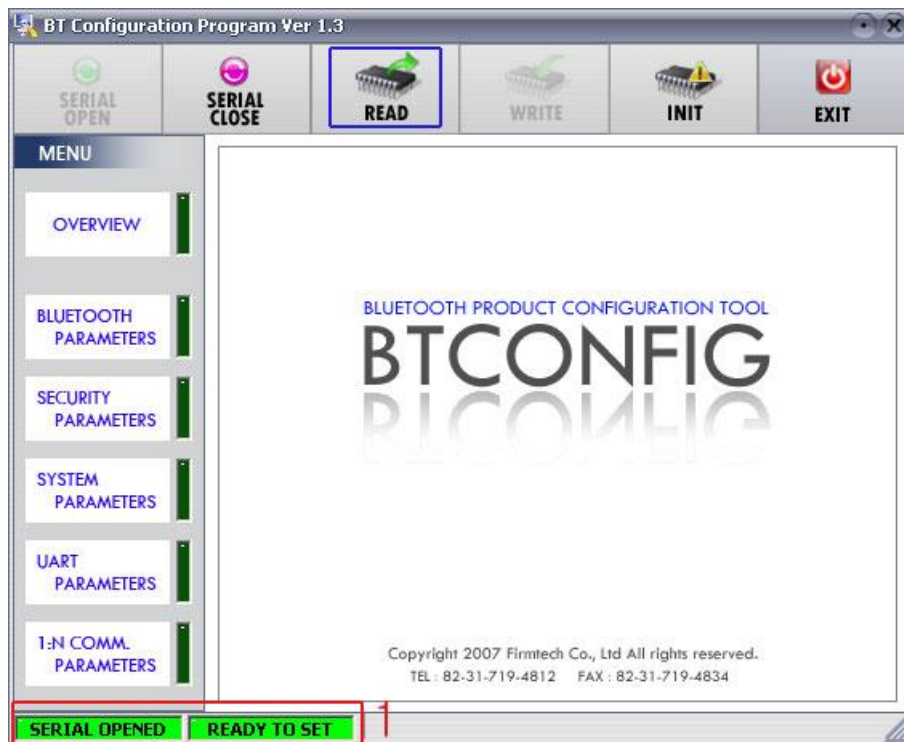 BT Configuration Program Ver 1.3
SERIAL OPEN
SERIAL CLOSE
READ
WRITE
INIT
EXIT
MENU
OVERVIEW
BLUETOOTH
PARAMETERS
SECURITY
PARAMETERS
SYSTEM
PARAMETERS
UART
PARAMETERS
1:N COMM.
PARAMETERS
BLUETOOTH PRODUCT CONFIGURATION TOOL
BTCONFIG
Copyright 2007 Firmtech Co., Ltd All rights reserved.
TEL : 82-31-719-4812 FAX : 82-31-719-4834
SERIAL OPENED
READY TO SET
1